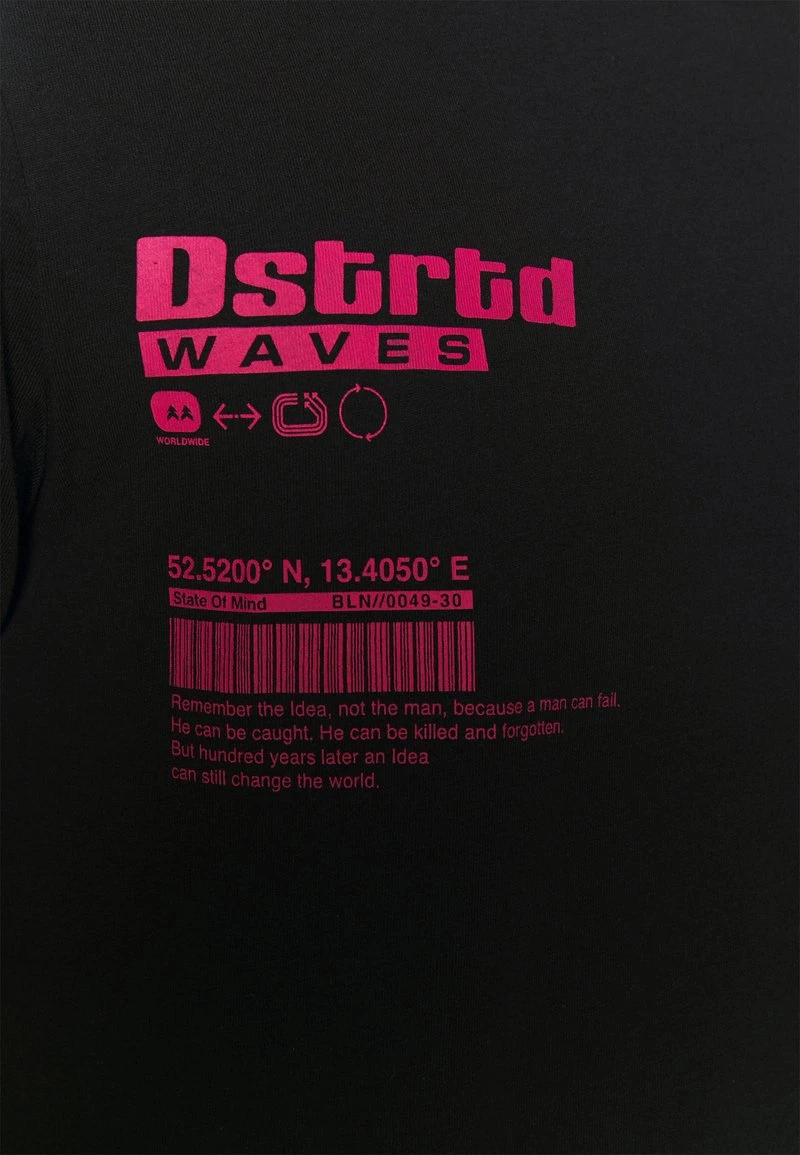 Dstrtd
WAVES
WORLDWIDE
52.5200° N, 13.4050° E
State Of Mind BLN//0049-30
Remember the Idea, not the man, because a man can fail.
He can be caught. He can be killed and forgotten.
But hundred years later an Idea
can still change the world.